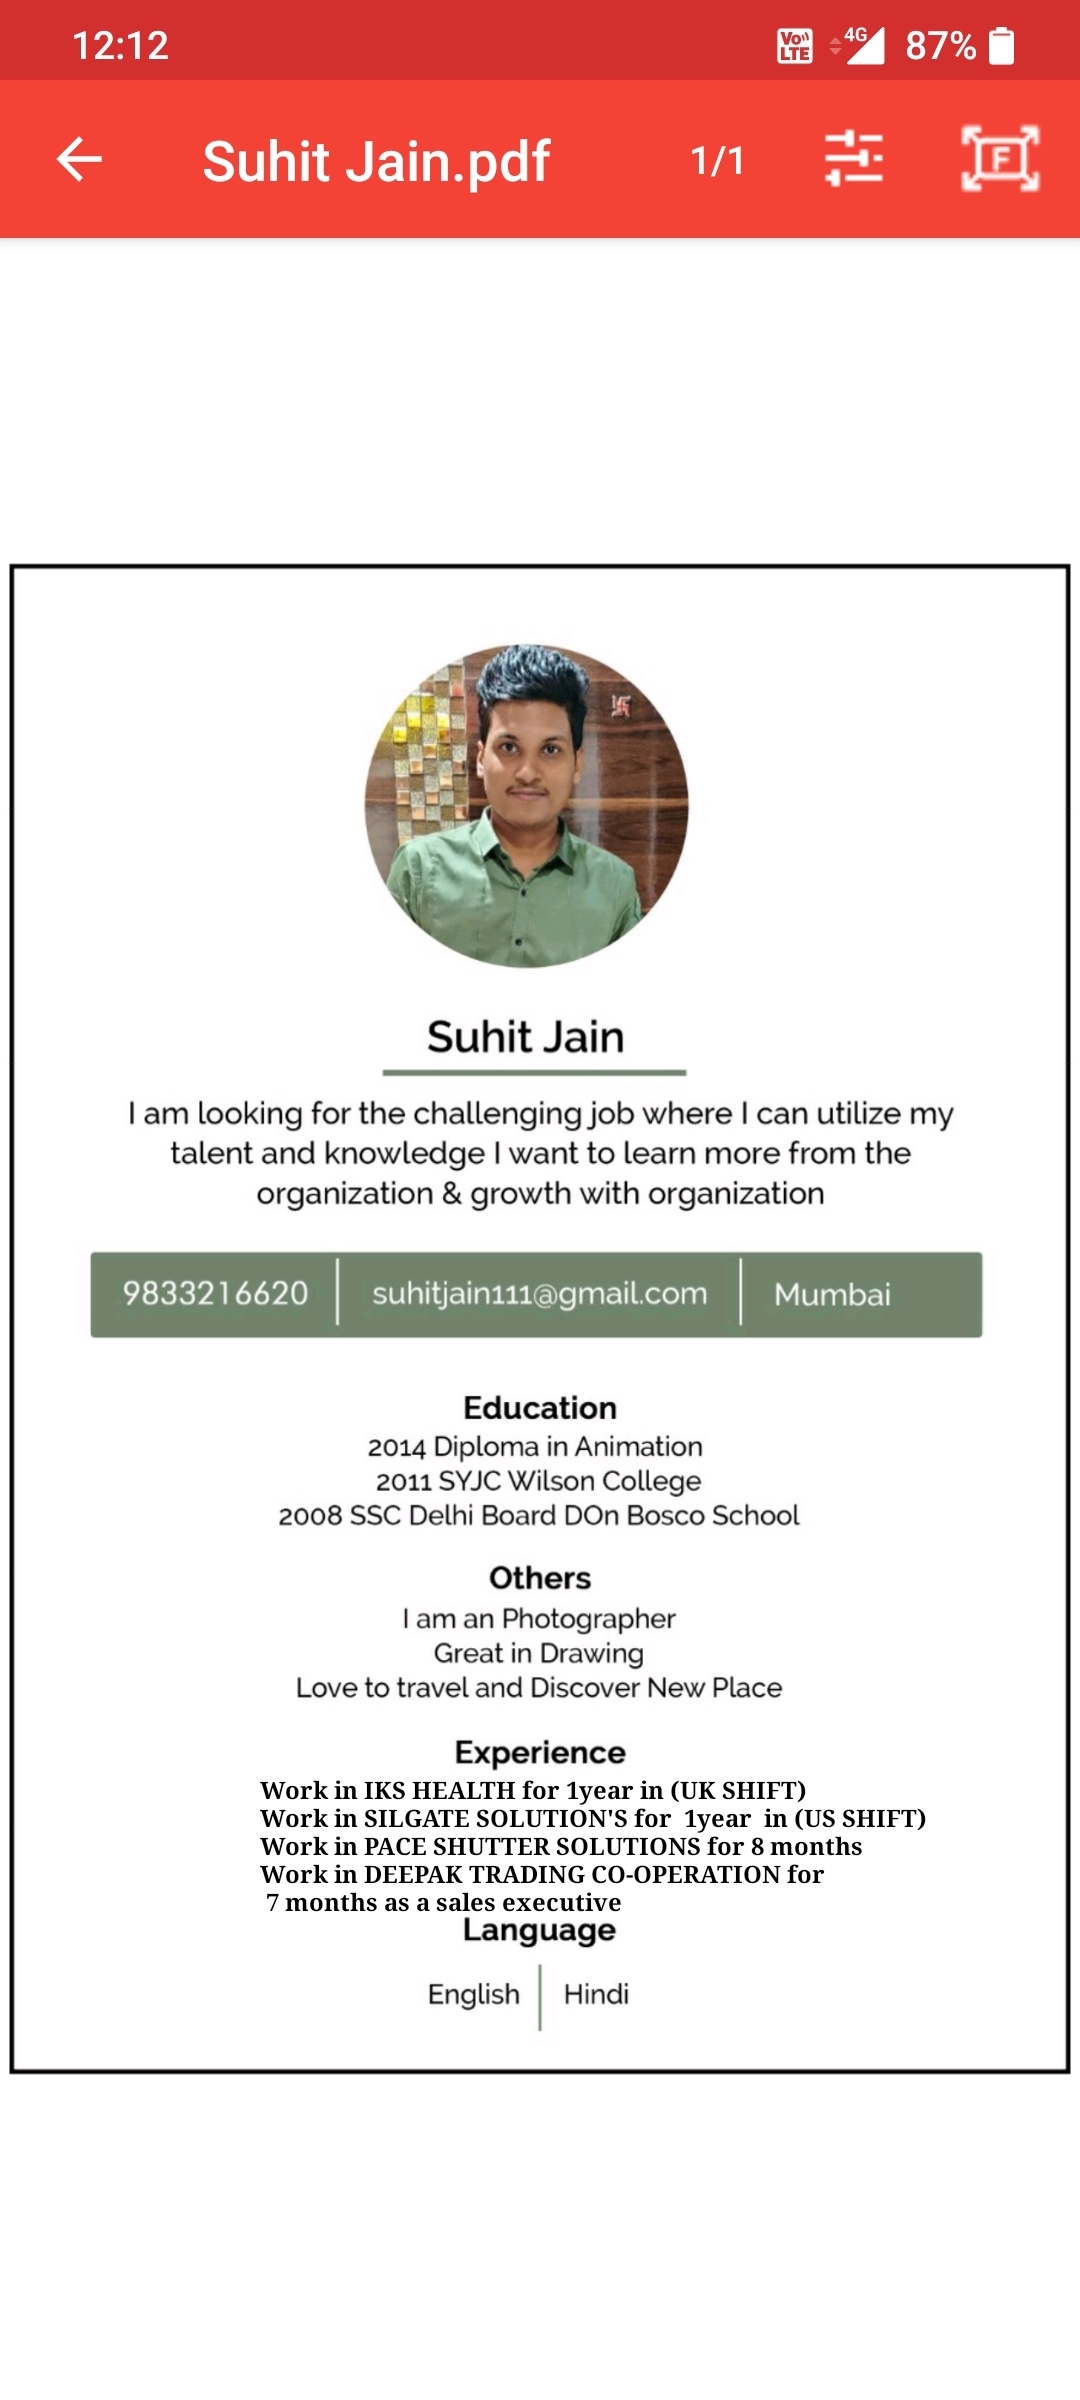 12:12 Vo)) LTE 4G 87%
Suhit Jain.pdf 1/1 F
Suhit Jain
I am looking for the challenging job where I can utilize my
talent and knowledge I want to learn more from the
organization & growth with organization
9833216620 suhitjain111@gmail.com Mumbai
Education
2014 Diploma in Animation
2011 SYJC Wilson College
2008 SSC Delhi Board DOn Bosco School
Others
I am an Photographer
Great in Drawing
Love to travel and Discover New Place
Experience
Work in IKS HEALTH for 1year in (UK SHIFT)
Work in SILGATE SOLUTION'S for  1year  in (US SHIFT)
Work in PACE SHUTTER SOLUTIONS for 8 months
Work in DEEPAK TRADING CO-OPERATION for
7 months as a sales executive
Language
English Hindi